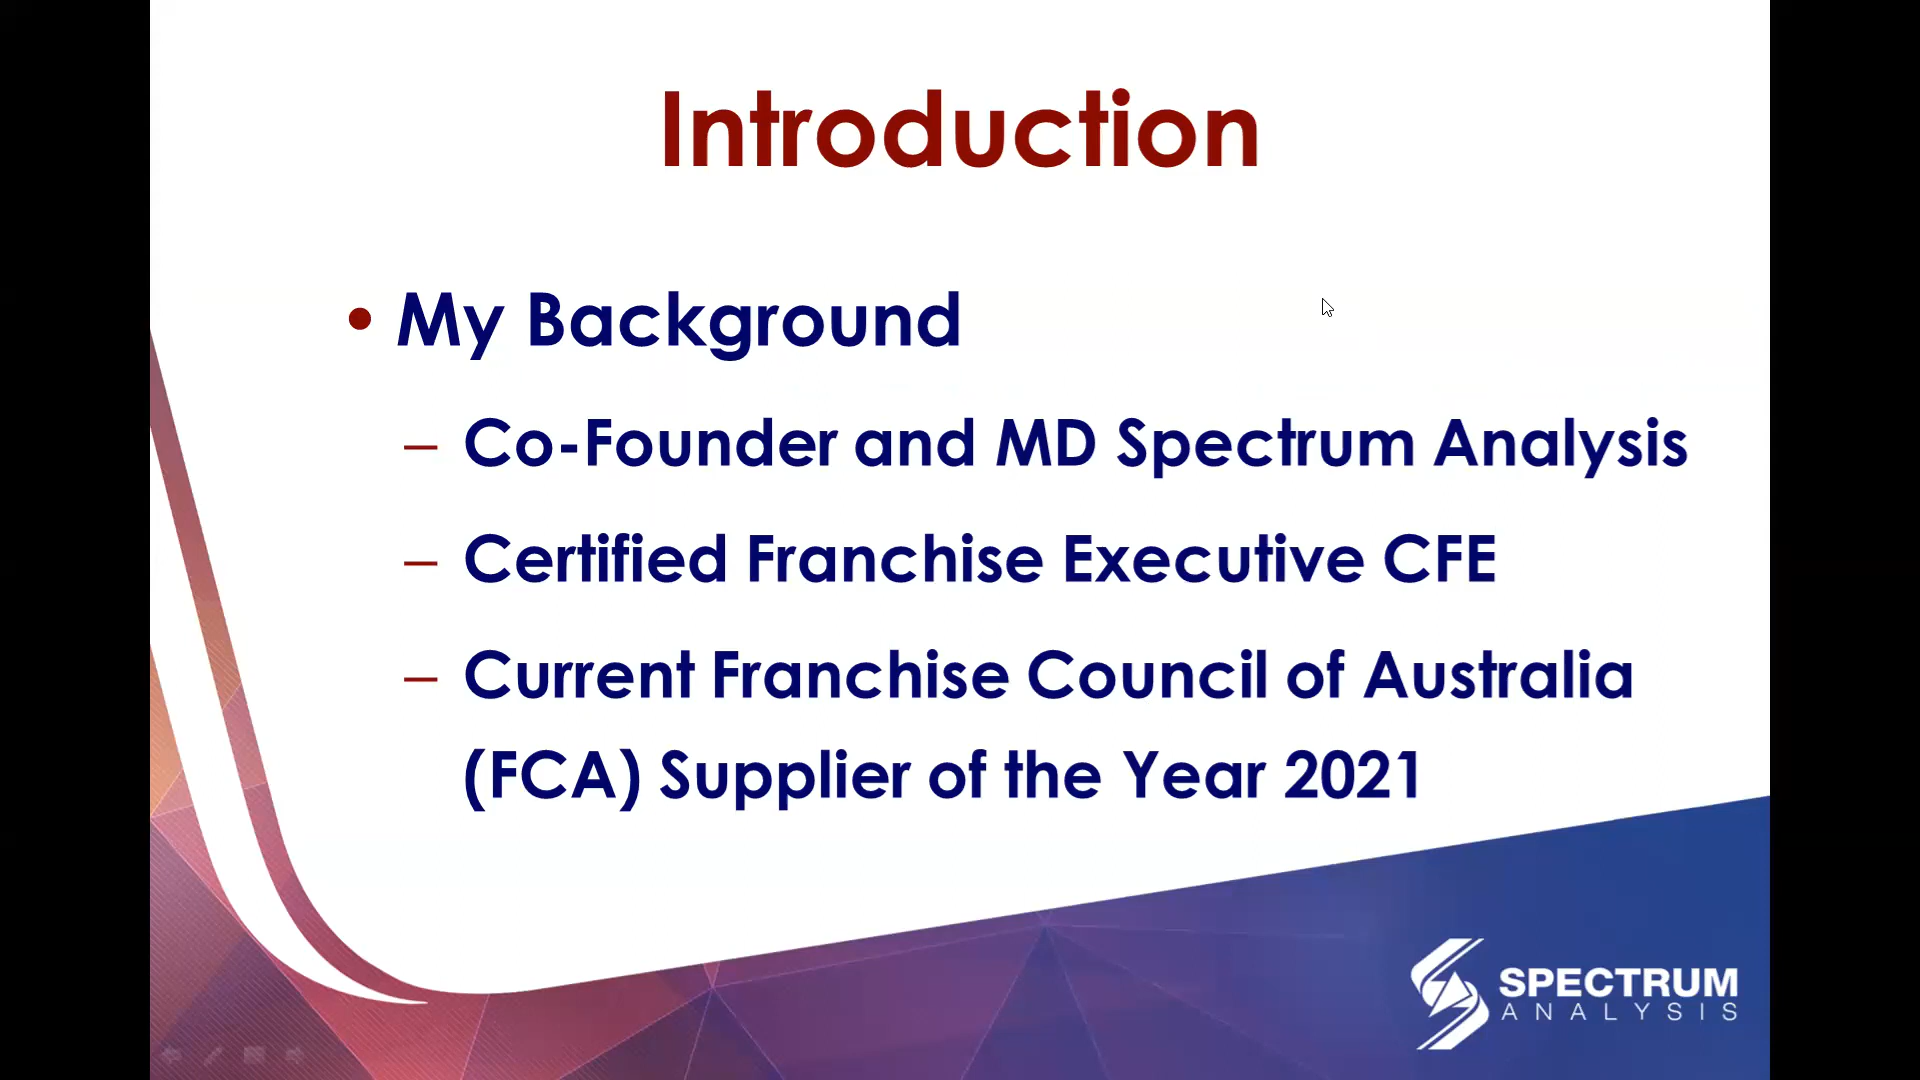 Introduction
• My Background
– Co-Founder and MD Spectrum Analysis
– Certified Franchise Executive CFE
– Current Franchise Council of Australia
(FCA) Supplier of the Year 2021
SPECTRUM
ANALYSIS